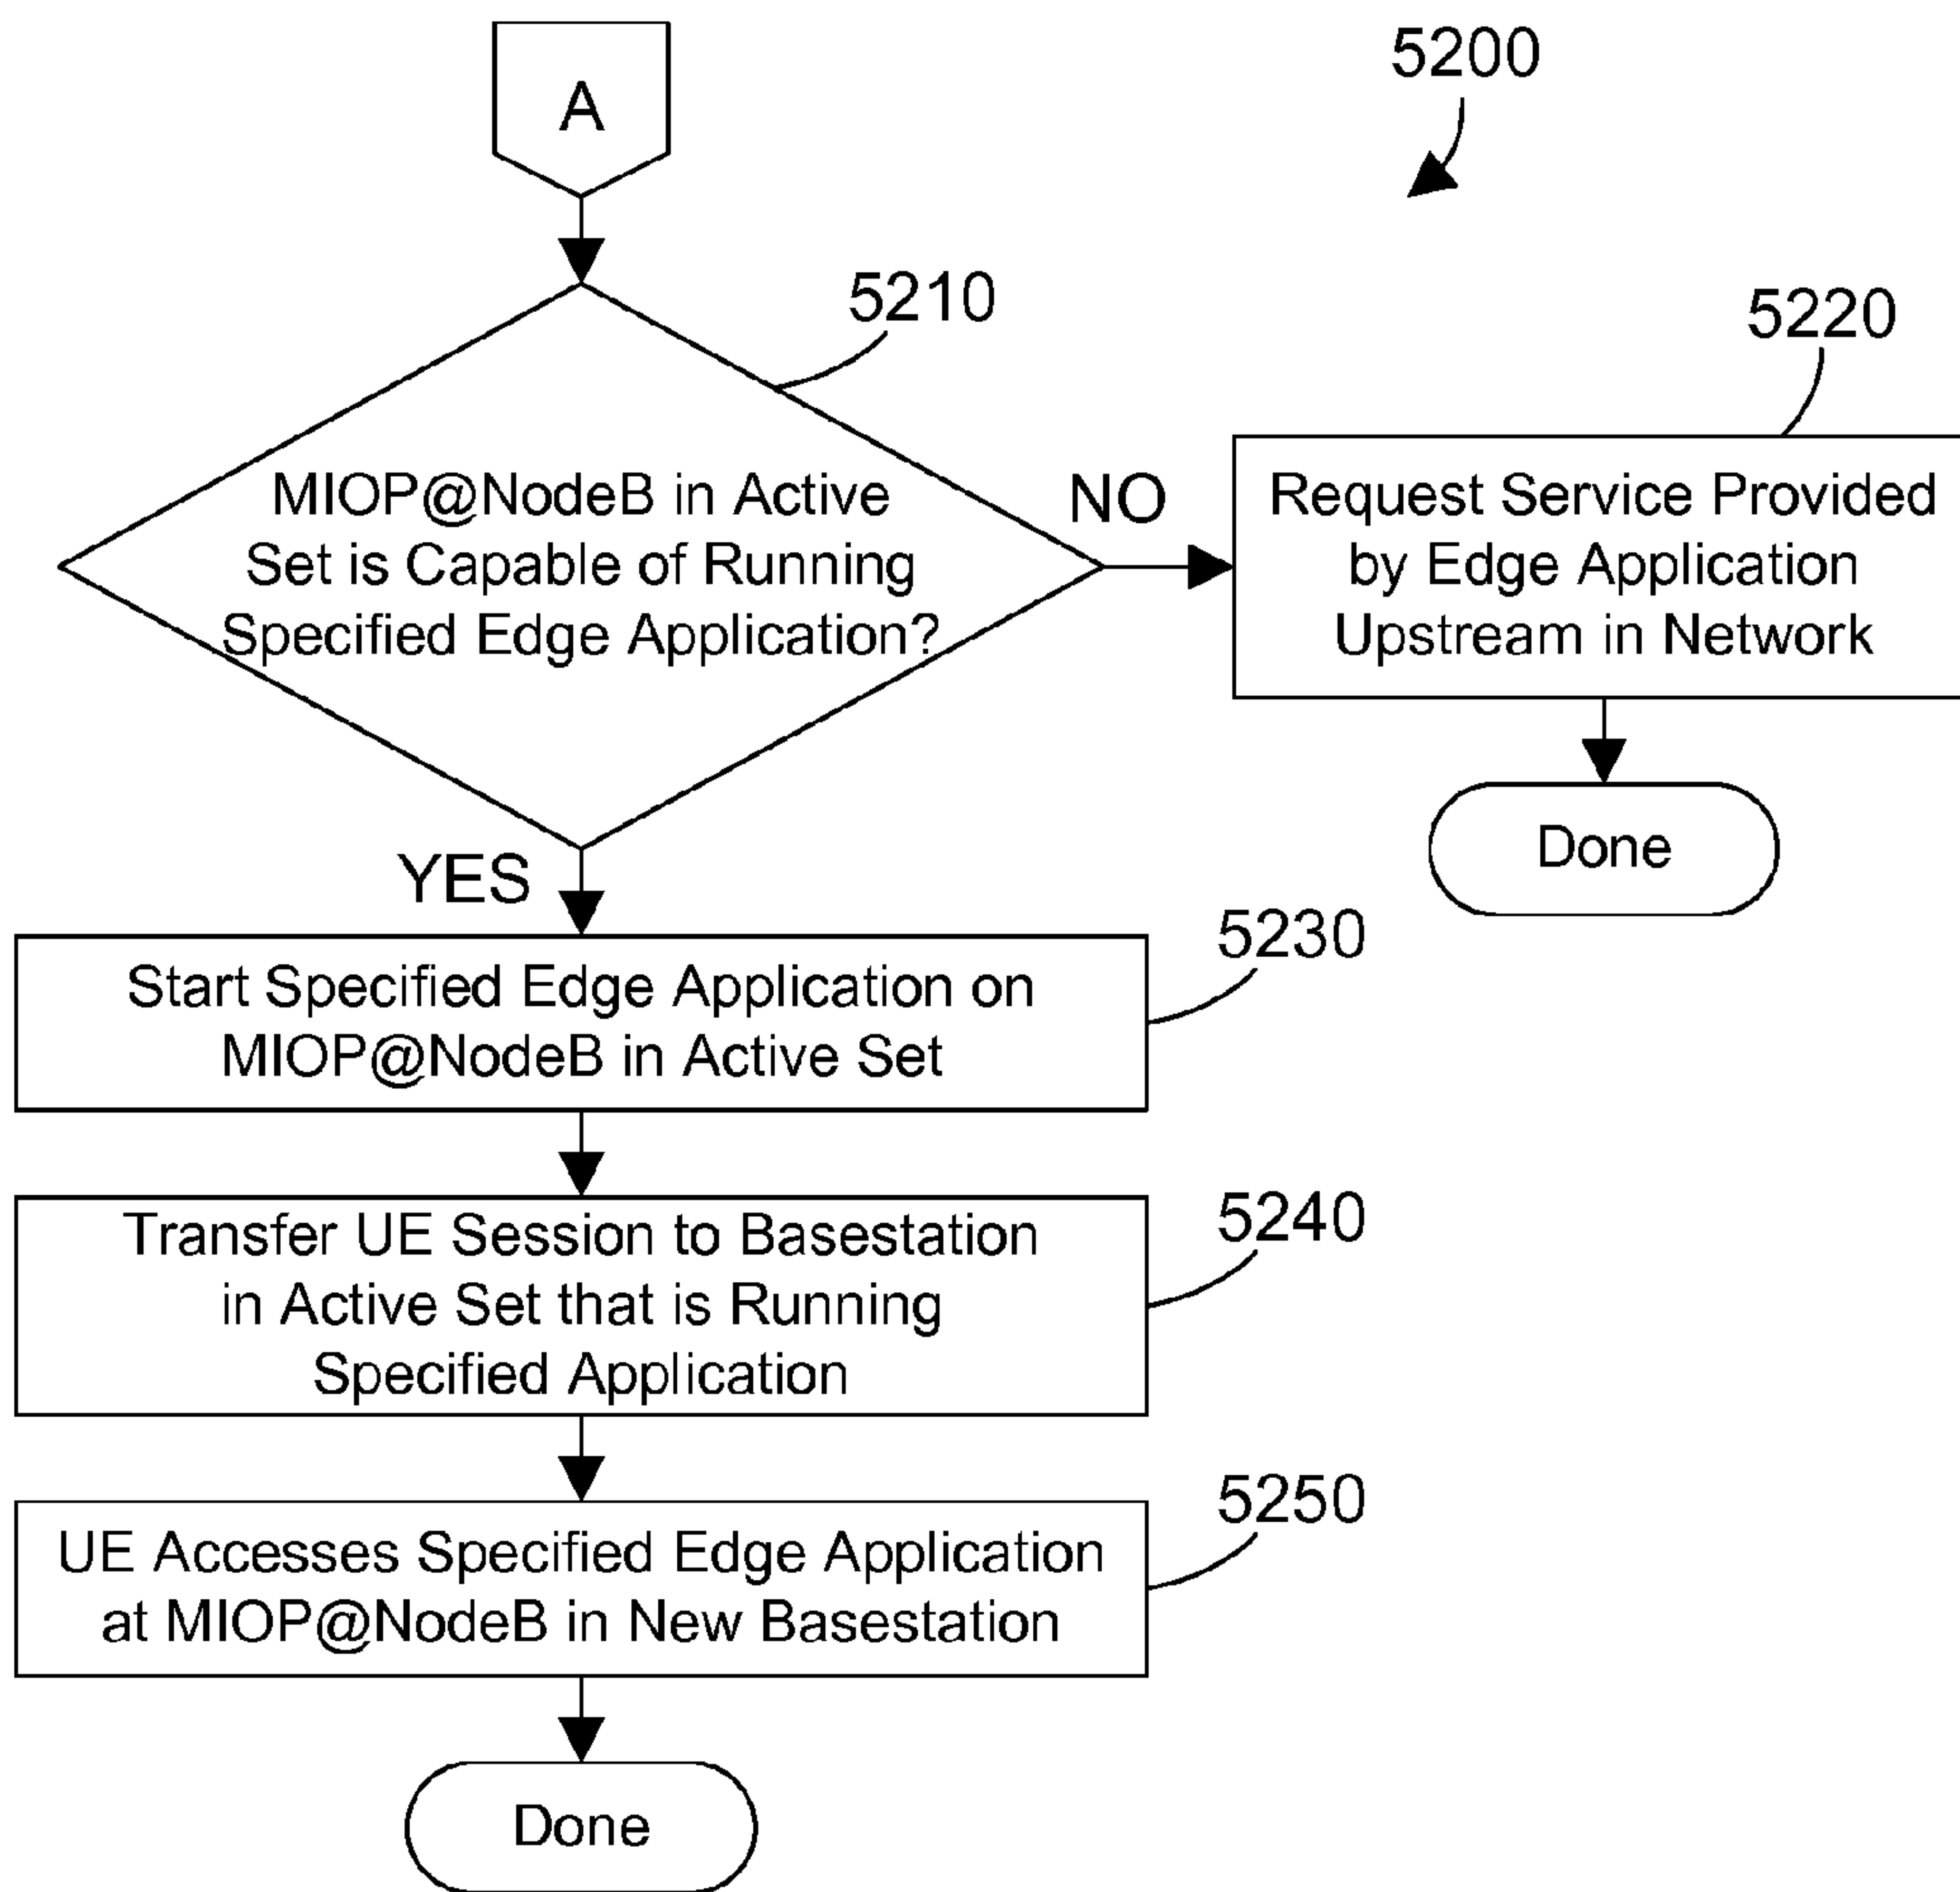 A
5200
5210
MIOP@NodeB in Active
Set is Capable of Running
Specified Edge Application?
NO
5220
Request Service Provided
by Edge Application
Upstream in Network
Done
YES
5230
Start Specified Edge Application on
MIOP@NodeB in Active Set
5240
Transfer UE Session to Basestation
in Active Set that is Running
Specified Application
5250
UE Accesses Specified Edge Application
at MIOP@NodeB in New Basestation
Done